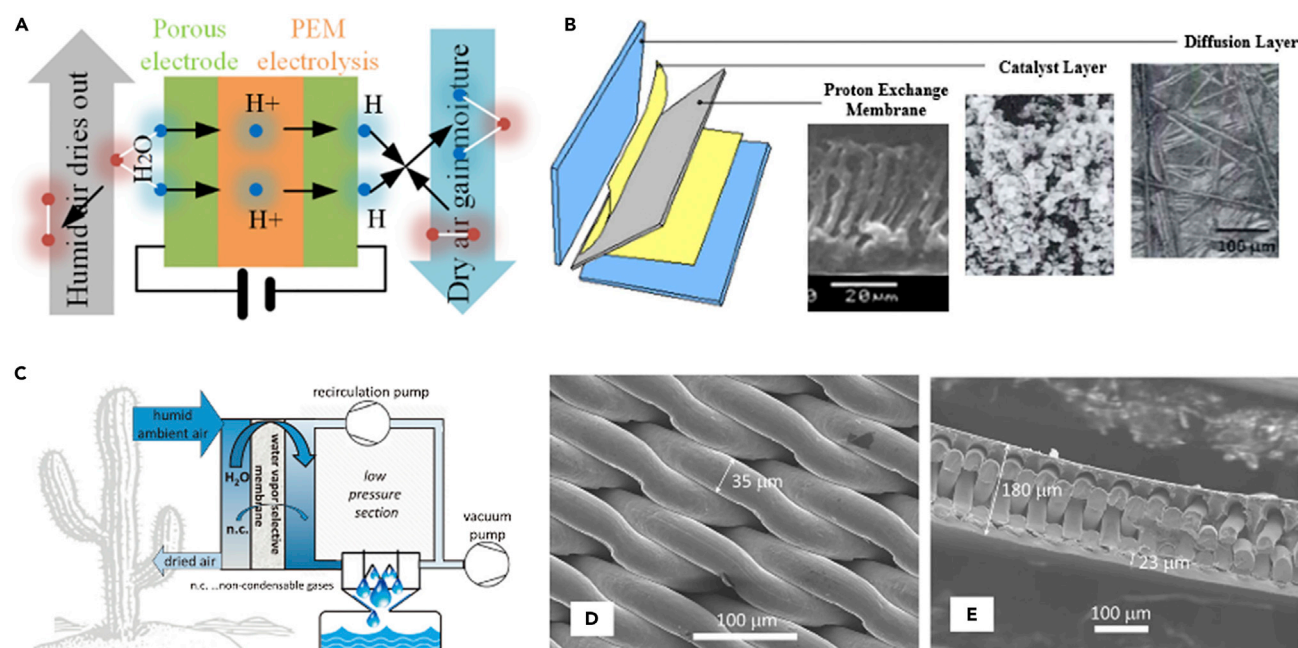 A
Porous
electrode
PEM
electrolysis
Humid air dries out
H2O
H+
H+
H
H
Dry air gain moiture
B
Diffusion Layer
Catalyst Layer
Proton Exchange
Membrane
20 μm
100 μm
C
humid
ambient air
H₂O
n.c.
water vapor selective
membrane
recirculation pump
low
pressure
section
vacuum
pump
dried air
n.c. ...non-condensable gases
35 μm
D
100 μm
180 μm
23 μm
E
100 μm